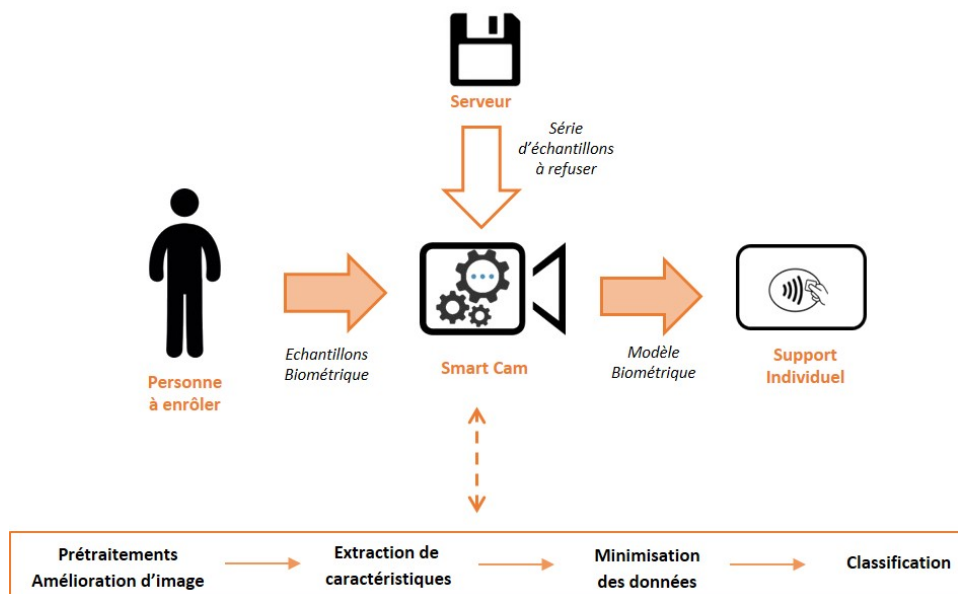 Serveur
Série
d'échantillons
à refuser
Echantillons
Biométrique
Smart Cam
Modèle
Biométrique
Support
Individuel
Personne
à enrôler
Prétraitements
Amélioration d'image
Extraction de
caractéristiques
Minimisation
des données
Classification